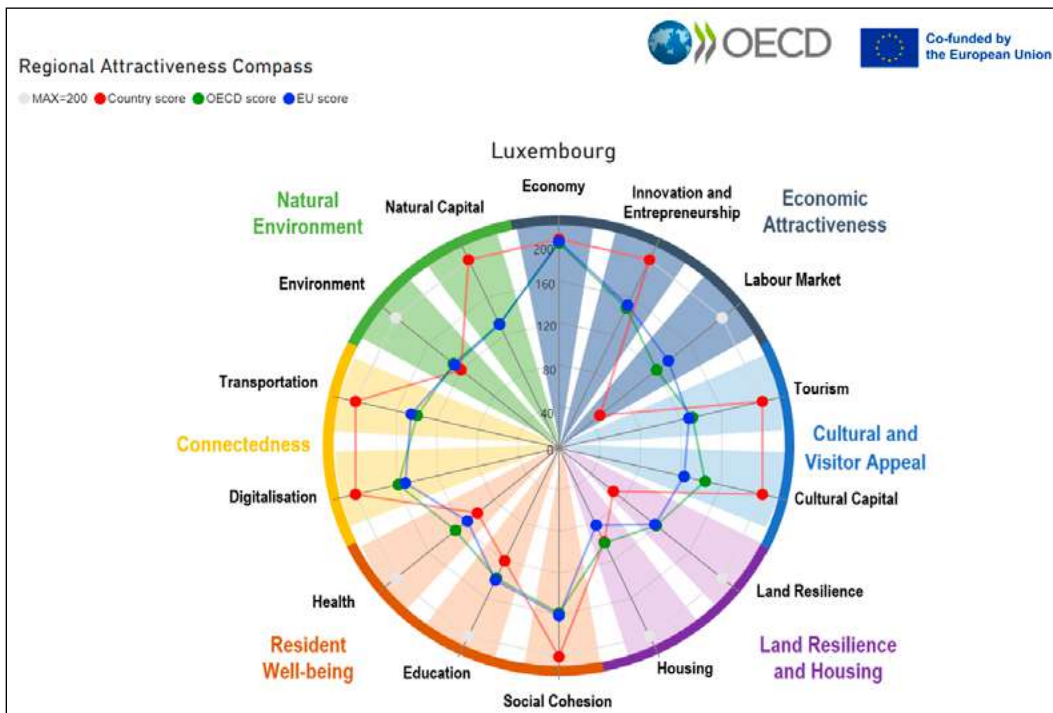 OECD
Co-funded by
the European Union
Regional Attractiveness Compass
MAX=200 Country score OECD score EU score
Luxembourg
Economy
Innovation and
Entrepreneurship
Economic
Attractiveness
Labour Market
Tourism
Cultural and
Visitor Appeal
Cultural Capital
Land Resilience
Land Resilience
and Housing
Housing
Social Cohesion
Education
Resident
Well-being
Health
Digitalisation
Connectedness
Transportation
Environment
Natural
Environment
Natural Capital
200
160
120
80
40
0